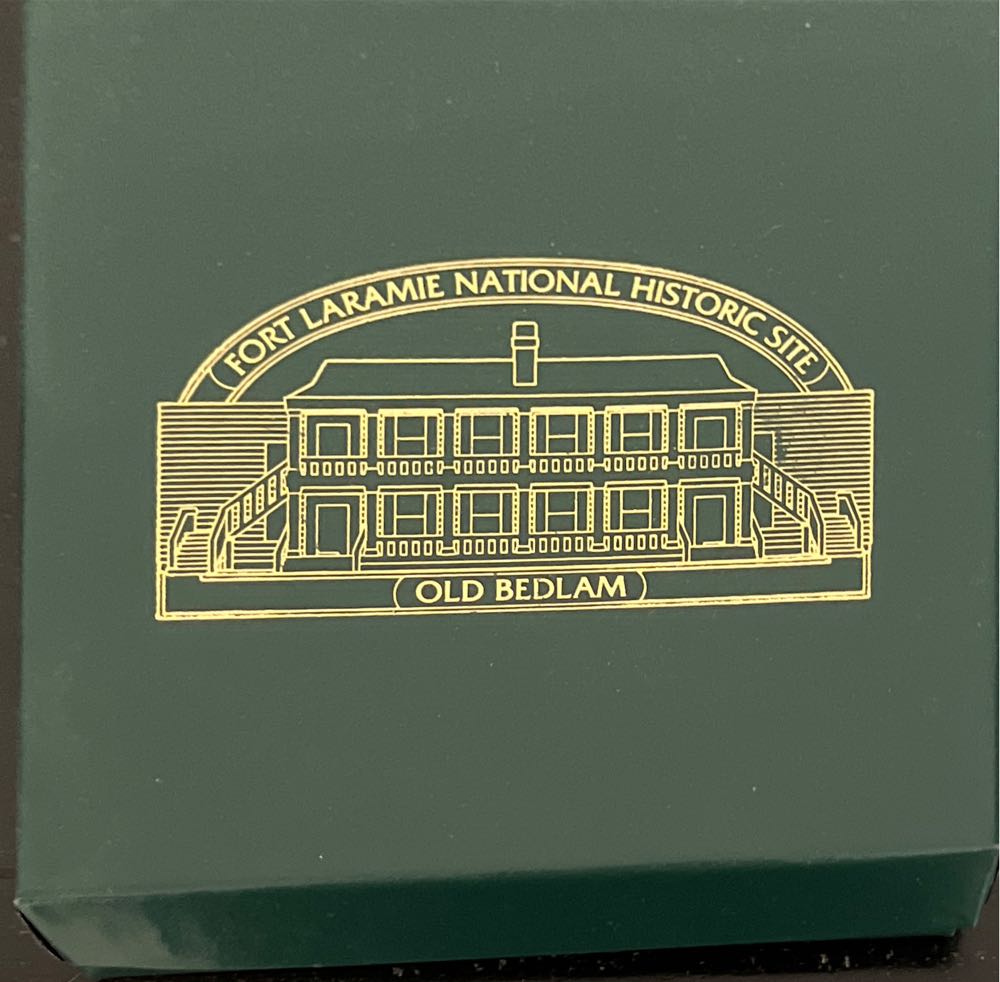 FORT LARAMIE NATIONAL HISTORIC SITE
OLD BEDLAM